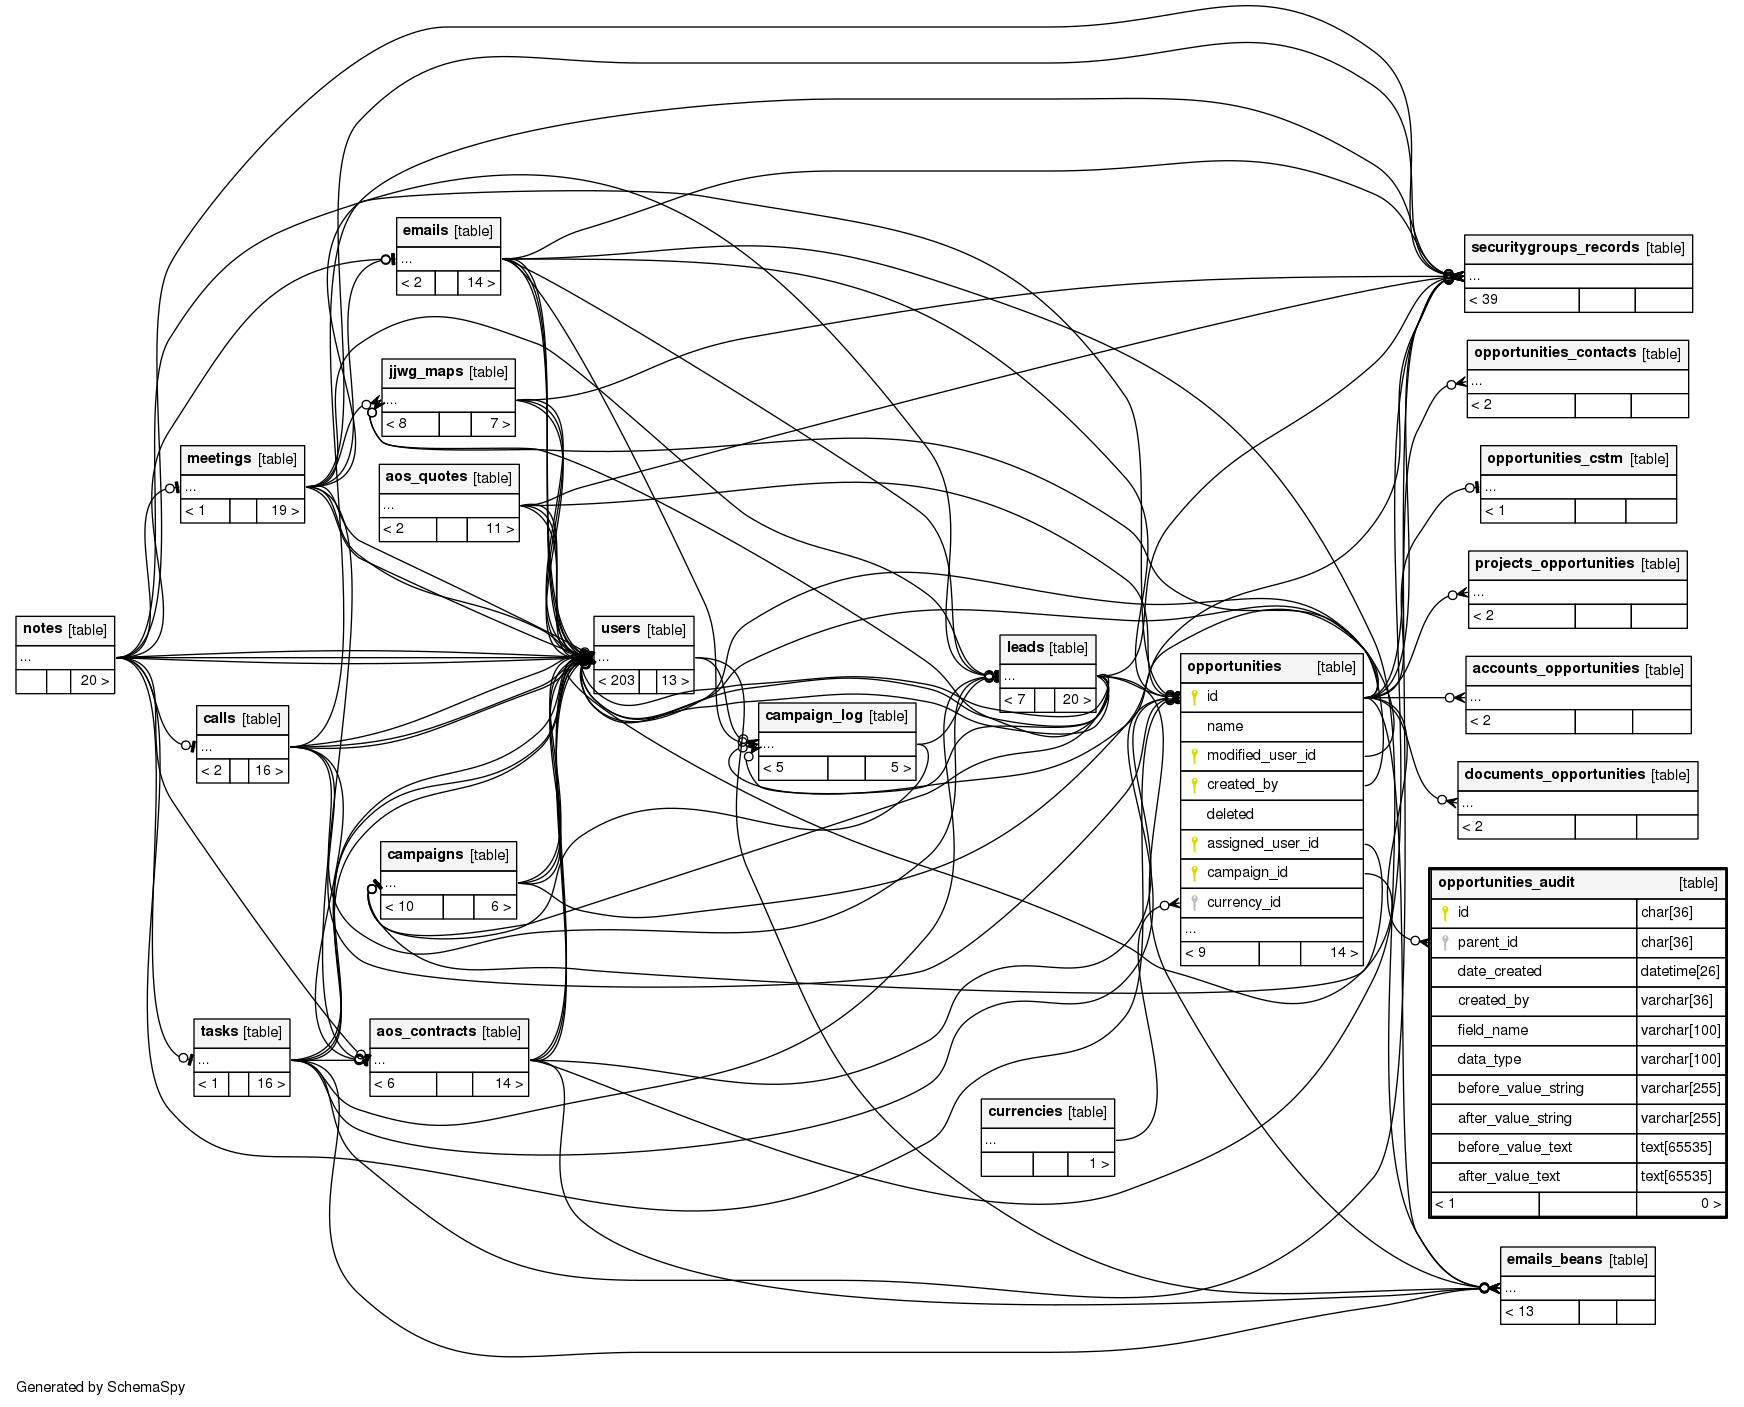 emails [table]
...
< 2 14 >
securitygroups_records [table]
...
< 39
opportunities_contacts [table]
...
< 2
jjwg_maps [table]
...
< 8 7 >
meetings [table]
...
< 1 19 >
aos_quotes [table]
...
< 2 11 >
opportunities_cstm [table]
...
< 1
projects_opportunities [table]
...
< 2
notes [table]
...
20 >
users [table]
...
< 203 13 >
leads [table]
...
< 7 20 >
opportunities [table]
id
name
modified_user_id
created_by
deleted
assigned_user_id
campaign_id
currency_id
...
< 9 14 >
accounts_opportunities [table]
...
< 2
calls [table]
...
< 2 16 >
campaign_log [table]
...
< 5 5 >
documents_opportunities [table]
...
< 2
campaigns [table]
...
< 10 6 >
opportunities_audit [table]
id char[36]
parent_id char[36]
date_created datetime[26]
created_by varchar[36]
field_name varchar[100]
data_type varchar[100]
before_value_string varchar[255]
after_value_string varchar[255]
before_value_text text[65535]
after_value_text text[65535]
< 1 0 >
tasks [table]
...
< 1 16 >
aos_contracts [table]
...
< 6 14 >
currencies [table]
...
1 >
emails_beans [table]
...
< 13
Generated by SchemaSpy